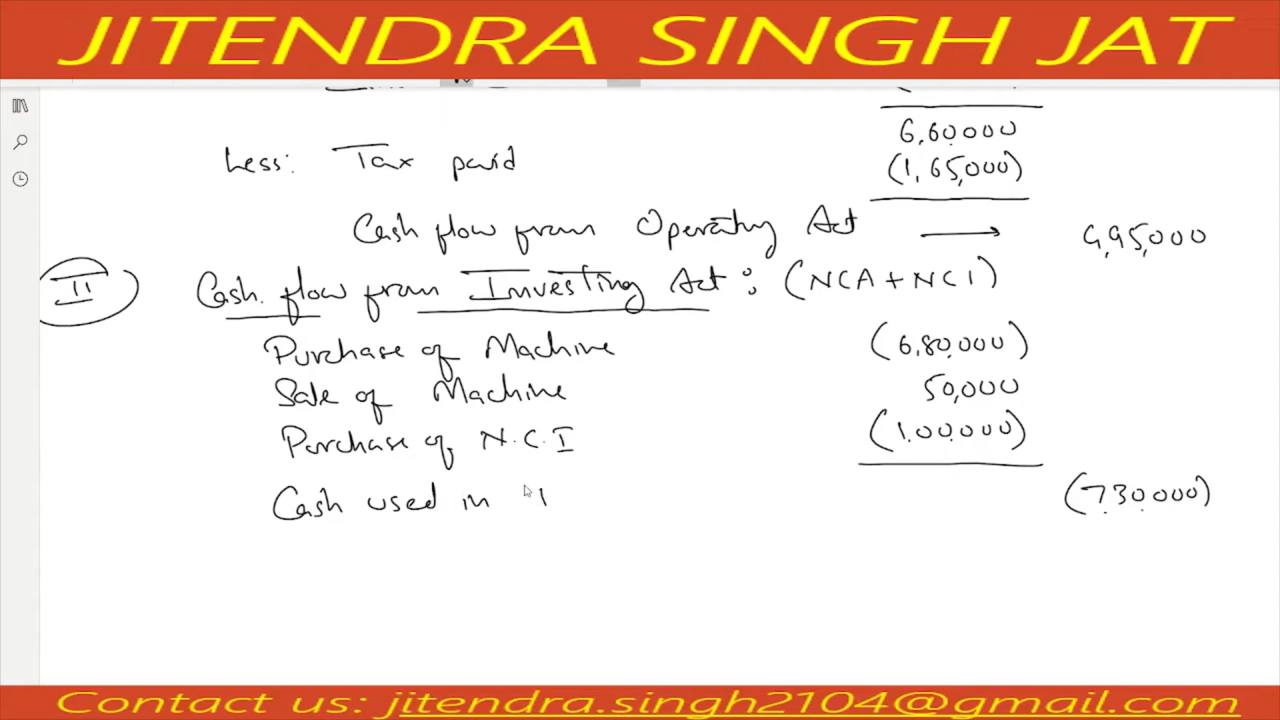 JITENDRA SINGH JAT
6,60,000
Less: Tax paid (1,65,000)
Cash flow from Operating Act → 4,95,000
II Cash flow from Investing Act : (NCA + NCI)
Purchase of Machine (6,80,000)
Sale of Machine 50,000
Purchase of N.C.I (1,00,000)
Cash used in (7,30,000)
Contact us: jitendra.singh2104@gmail.com